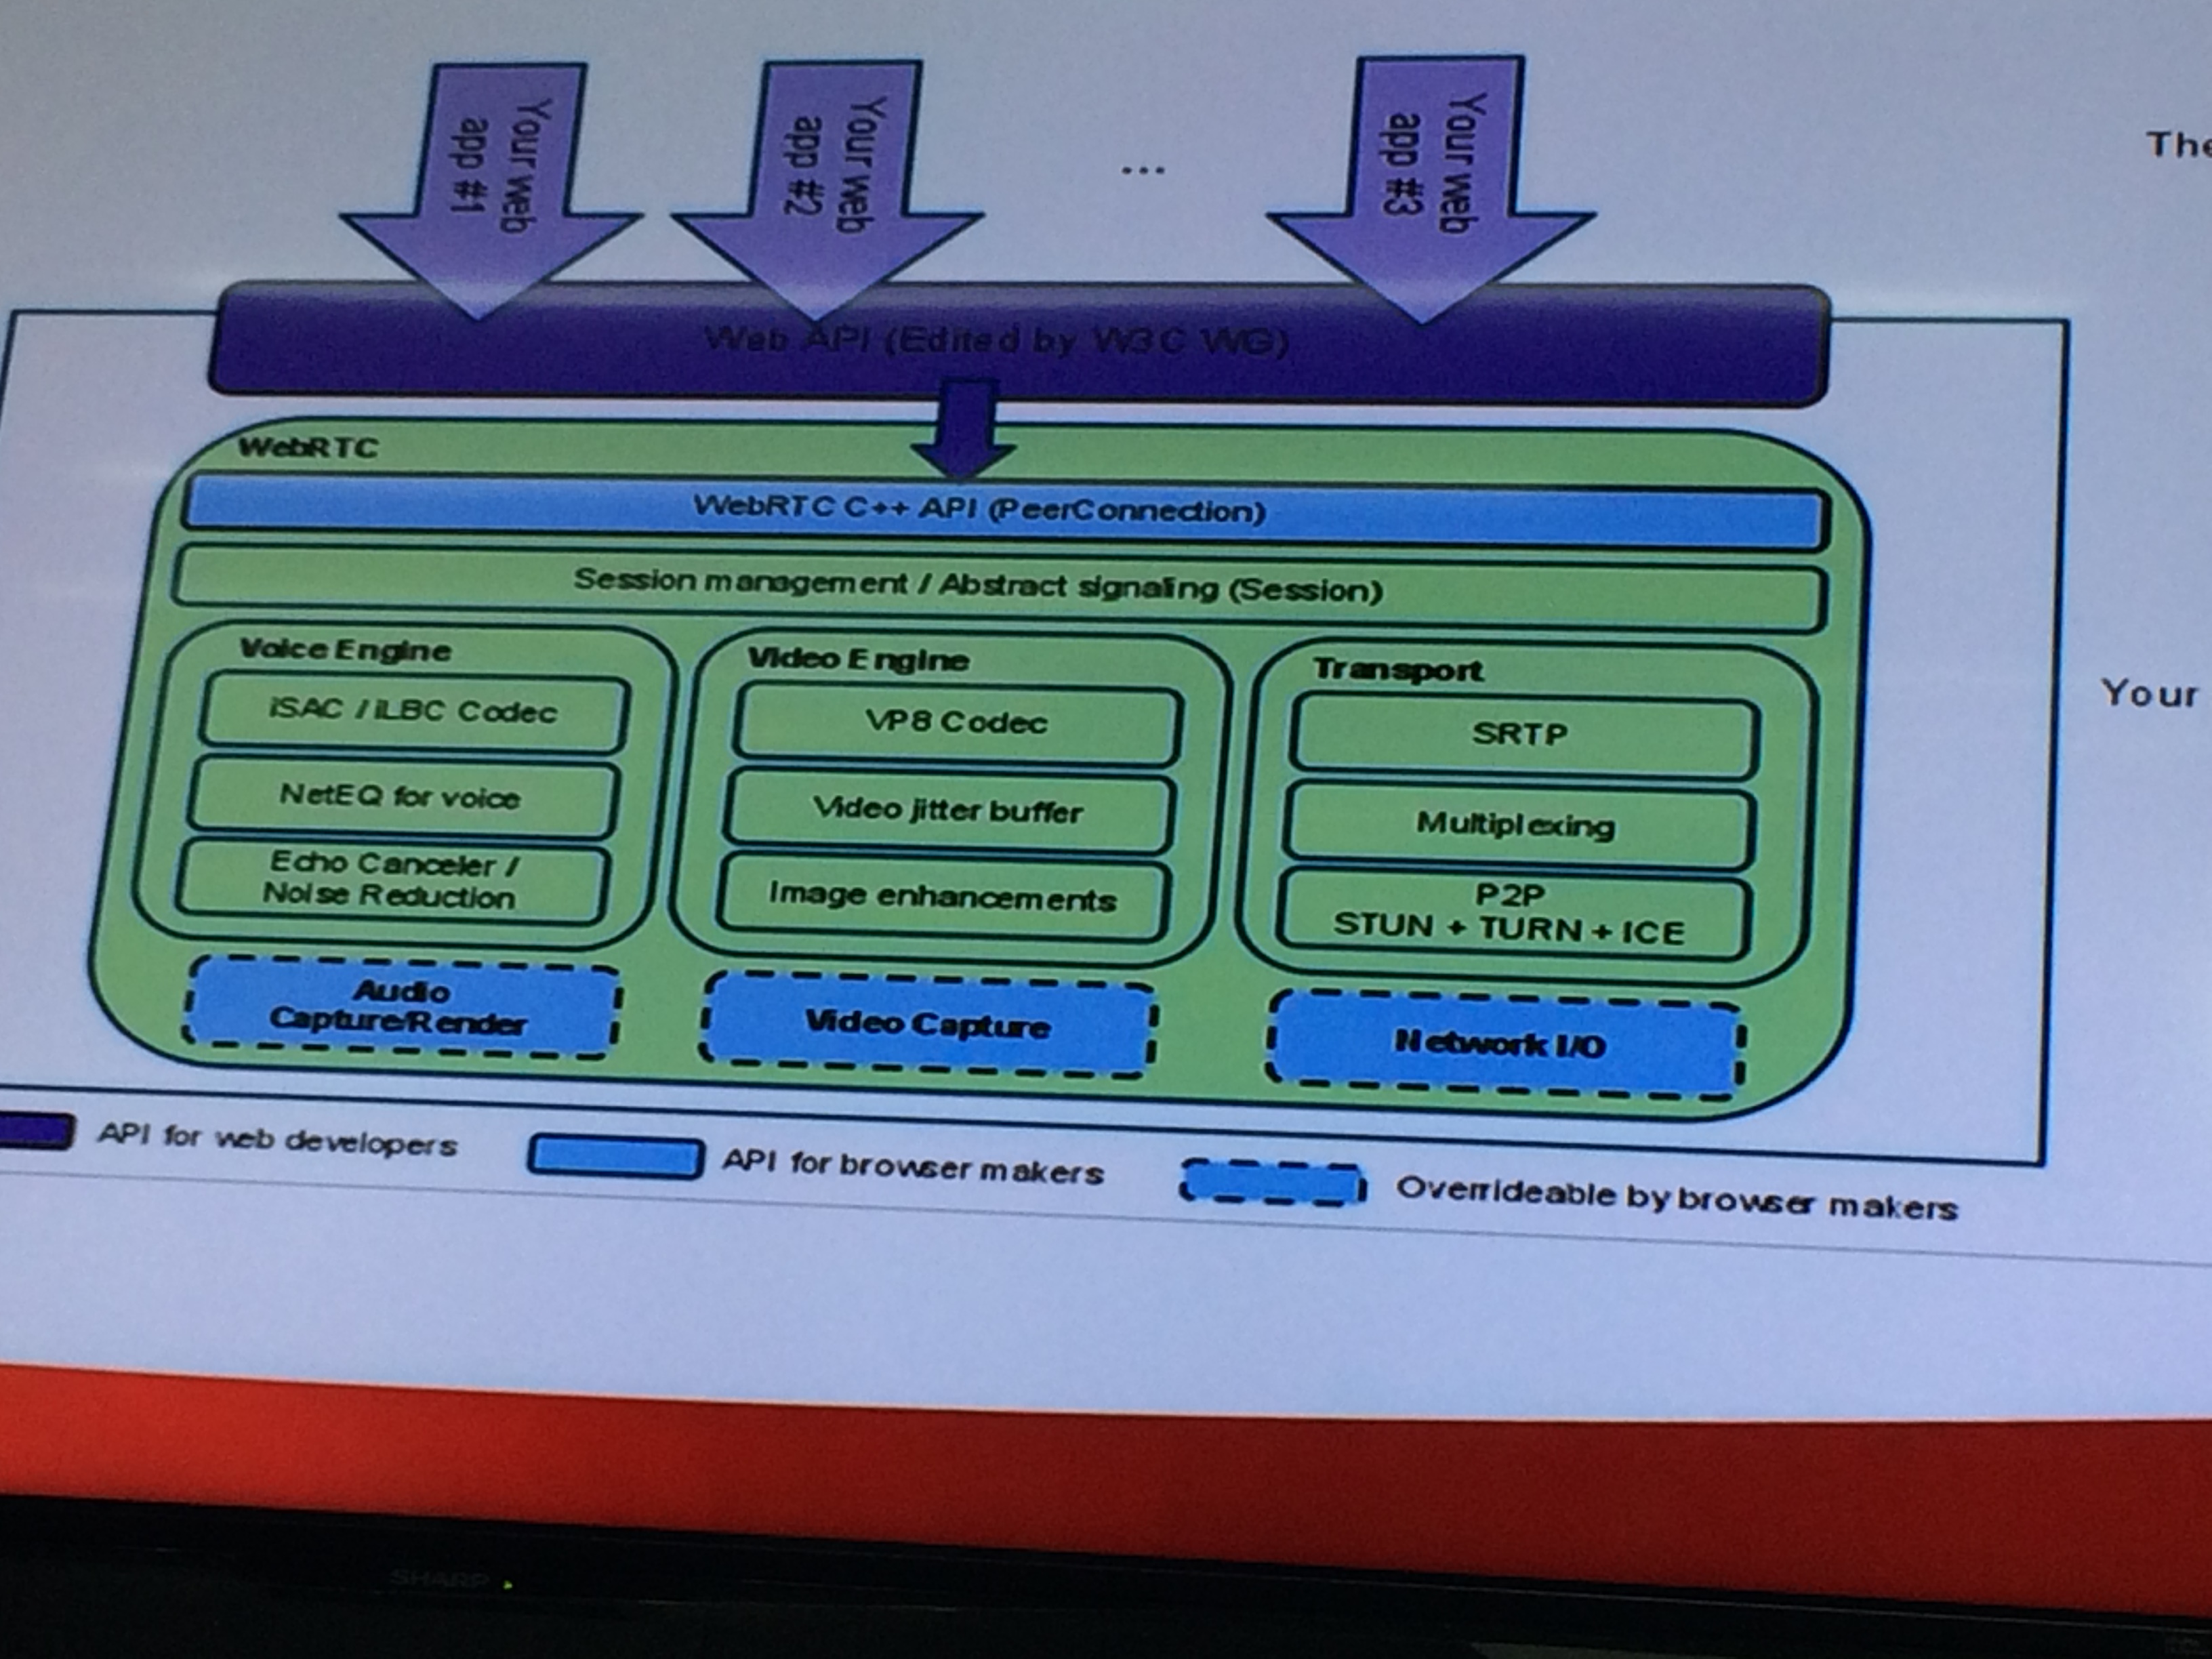 Your web
app #1
Your web
app #2
...
Your web
app #3
The
Web API (Edited by W3C WG)
WebRTC
WebRTC C++ API (PeerConnection)
Session management / Abstract signaling (Session)
Your
Voice Engine
iSAC / iLBC Codec
NetEQ for voice
Echo Canceler /
Noise Reduction
Video Engine
VP8 Codec
Video jitter buffer
Image enhancements
Transport
SRTP
Multiplexing
P2P
STUN + TURN + ICE
Audio
Capture/Render
Video Capture
Network I/O
API for web developers
API for browser makers
Overrideable by browser makers
SHARP